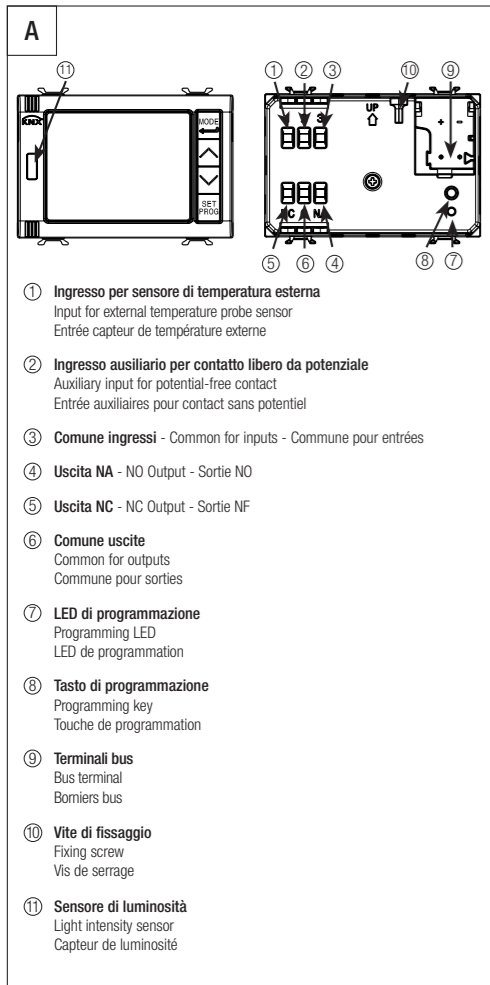 A
⑪
① ② ③ ⑩ ⑨
KNX
MODE
SET
PROG
3
UP
+ -
C N
⑤ ⑥ ④ ⑧ ⑦
① Ingresso per sensore di temperatura esterna
Input for external temperature probe sensor
Entrée capteur de température externe
② Ingresso ausiliario per contatto libero da potenziale
Auxiliary input for potential-free contact
Entrée auxiliaires pour contact sans potentiel
③ Comune ingressi - Common for inputs - Commune pour entrées
④ Uscita NA - NO Output - Sortie NO
⑤ Uscita NC - NC Output - Sortie NF
⑥ Comune uscite
Common for outputs
Commune pour sorties
⑦ LED di programmazione
Programming LED
LED de programmation
⑧ Tasto di programmazione
Programming key
Touche de programmation
⑨ Terminali bus
Bus terminal
Borniers bus
⑩ Vite di fissaggio
Fixing screw
Vis de serrage
⑪ Sensore di luminosità
Light intensity sensor
Capteur de luminosité